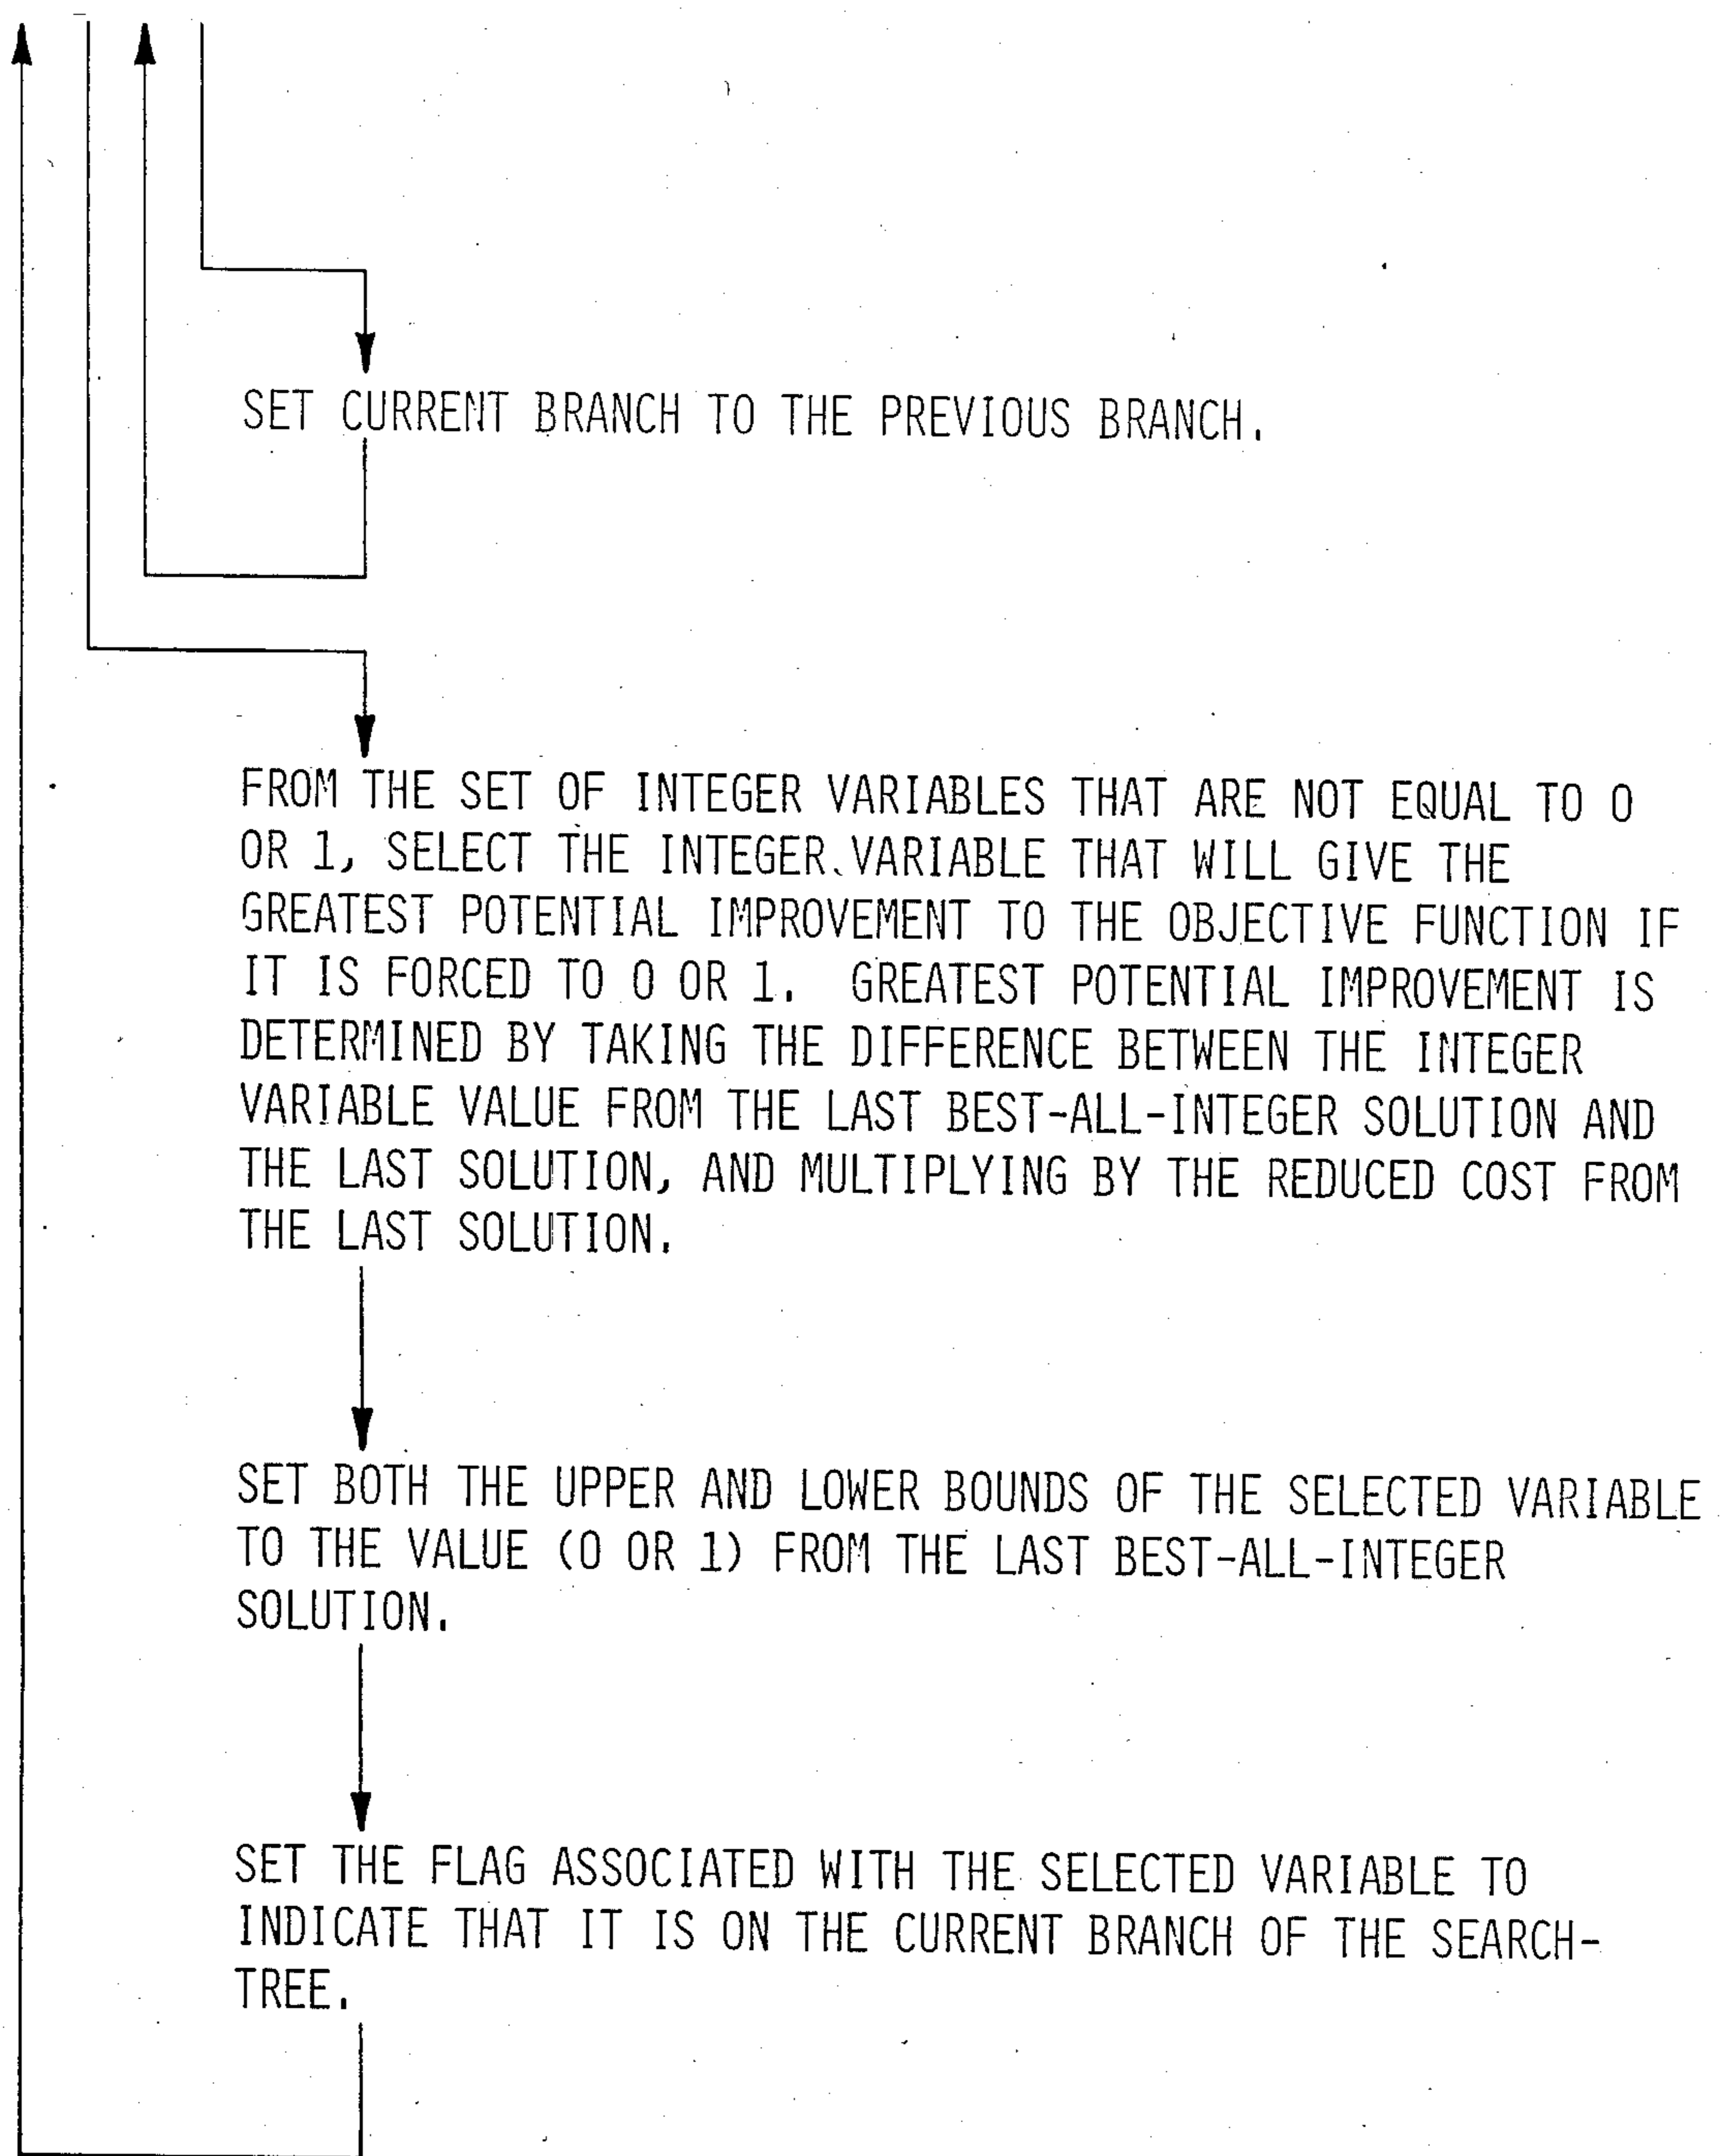 SET CURRENT BRANCH TO THE PREVIOUS BRANCH.
FROM THE SET OF INTEGER VARIABLES THAT ARE NOT EQUAL TO 0
OR 1, SELECT THE INTEGER VARIABLE THAT WILL GIVE THE
GREATEST POTENTIAL IMPROVEMENT TO THE OBJECTIVE FUNCTION IF
IT IS FORCED TO 0 OR 1. GREATEST POTENTIAL IMPROVEMENT IS
DETERMINED BY TAKING THE DIFFERENCE BETWEEN THE INTEGER
VARIABLE VALUE FROM THE LAST BEST-ALL-INTEGER SOLUTION AND
THE LAST SOLUTION, AND MULTIPLYING BY THE REDUCED COST FROM
THE LAST SOLUTION.
SET BOTH THE UPPER AND LOWER BOUNDS OF THE SELECTED VARIABLE
TO THE VALUE (0 OR 1) FROM THE LAST BEST-ALL-INTEGER
SOLUTION.
SET THE FLAG ASSOCIATED WITH THE SELECTED VARIABLE TO
INDICATE THAT IT IS ON THE CURRENT BRANCH OF THE SEARCH-
TREE.